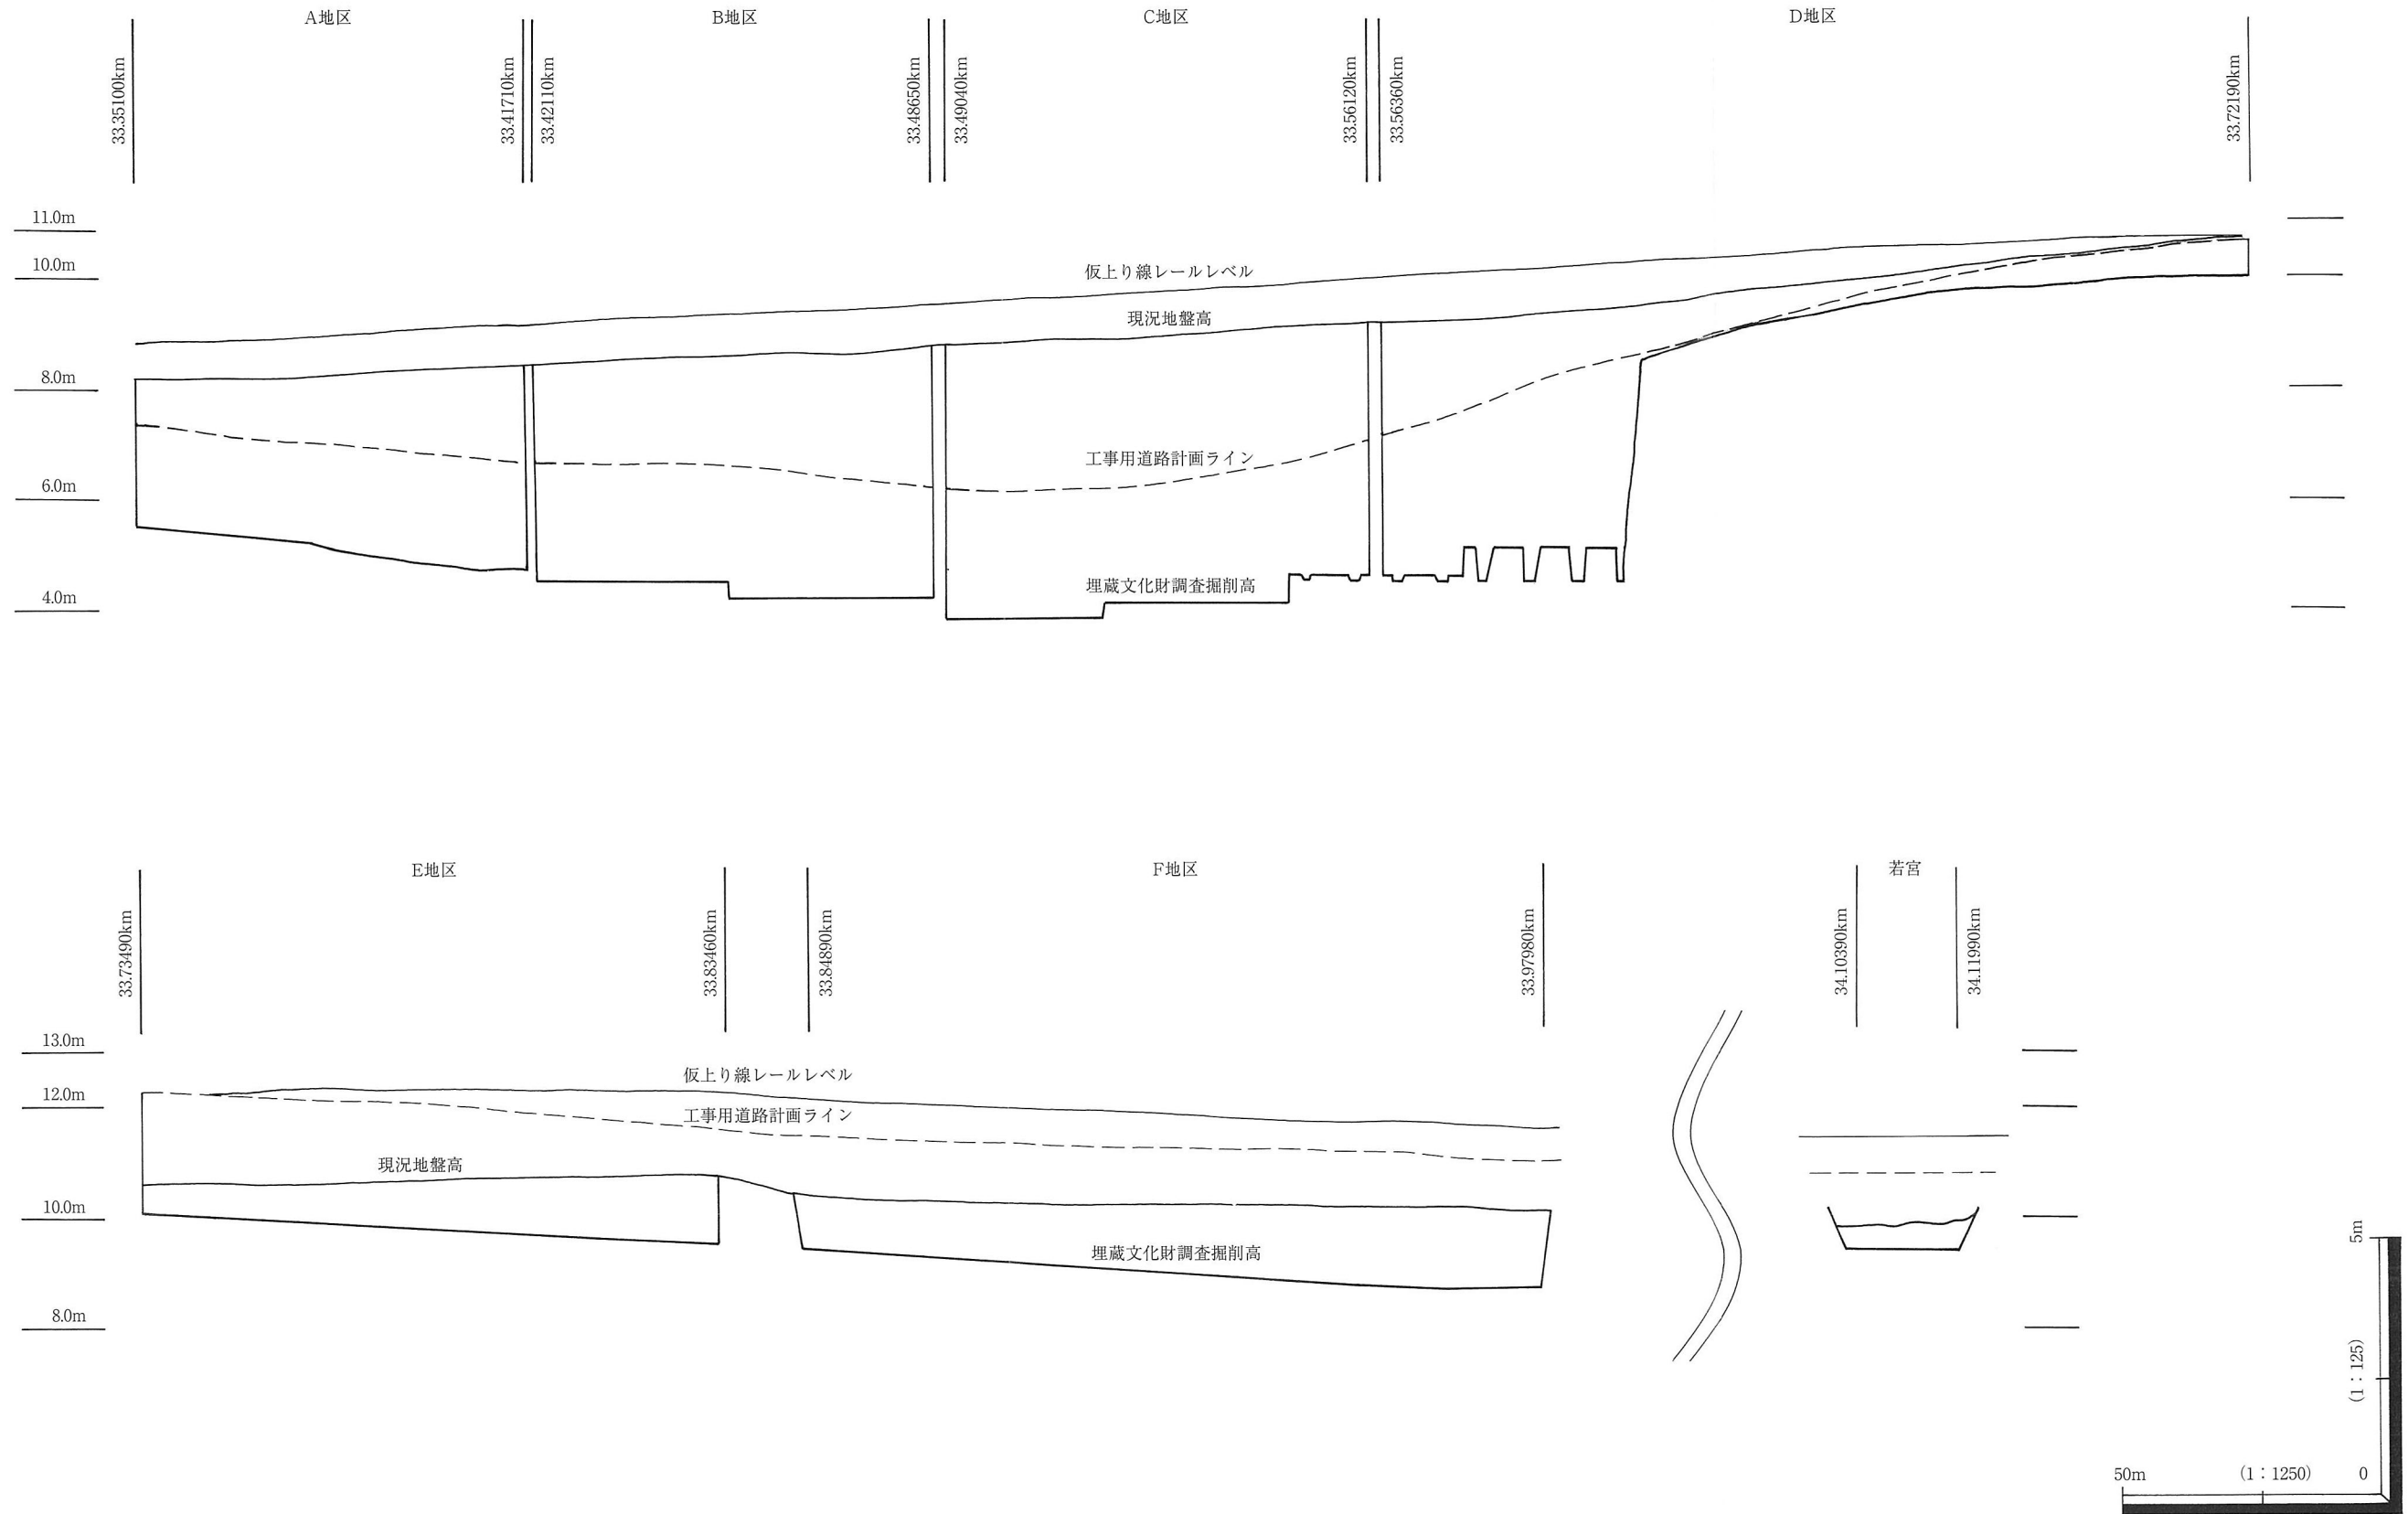 A地区
B地区
C地区
D地区
33.35100km
33.41710km
33.42110km
33.48650km
33.49040km
33.56120km
33.56360km
33.72190km
11.0m
10.0m
8.0m
6.0m
4.0m
仮上り線レールレベル
現況地盤高
工事用道路計画ライン
埋蔵文化財調査掘削高
E地区
F地区
若宮
33.73490km
33.83460km
33.84890km
33.97980km
34.10390km
34.11990km
13.0m
12.0m
10.0m
8.0m
仮上り線レールレベル
工事用道路計画ライン
現況地盤高
埋蔵文化財調査掘削高
5m
(1：125)
50m
(1：1250)
0